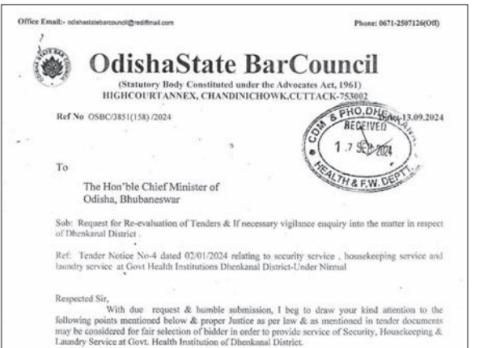 Office Email:- odishastatebarcouncil@rediffmail.com Phone: 0671-2507126(Off)
OdishaState BarCouncil
(Statutory Body Constituted under the Advocates Act, 1961)
HIGHCOURTANNEX, CHANDINICHOWK,CUTTACK-753002
Ref No OSBC/3851(158) /2024 13.09.2024
CDM & PHO,
RECEIVED
17 SEP 2024
HEALTH & F.W. DEPTT
To
The Hon'ble Chief Minister of
Odisha, Bhubaneswar
Sub: Request for Re-evaluation of Tenders & If necessary vigilance enquiry into the matter in respect
of Dhenkanal District .
Ref: Tender Notice No-4 dated 02/01/2024 relating to security service , housekeeping service and
laundry service at Govt Health Institutions Dhenkanal District-Under Nirmal
Respected Sir,
With due request & humble submission, I beg to draw your kind attention to the
following points mentioned below & proper Justice as per law & as mentioned in tender documents
may be considered for fair selection of bidder in order to provide service of Security, Housekeeping &
Laundry Service at Govt. Health Institution of Dhenkanal District.